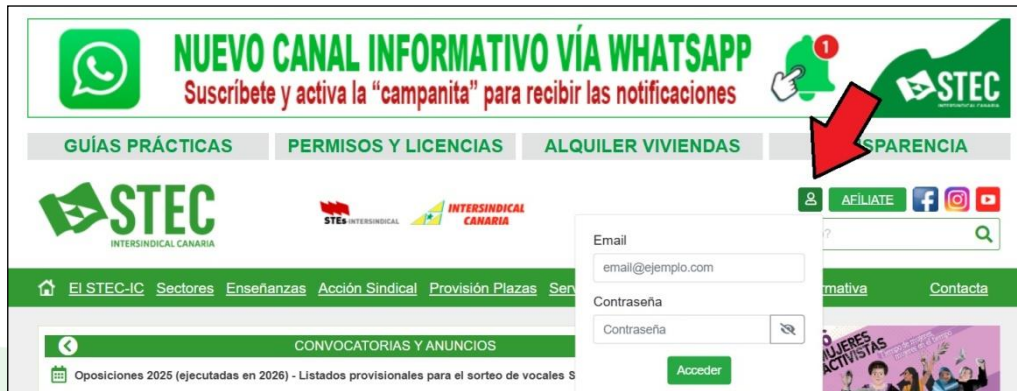 NUEVO CANAL INFORMATIVO VÍA WHATSAPP
Suscríbete y activa la “campanita” para recibir las notificaciones
1
STEC
INTERSINDICAL CANARIA
GUÍAS PRÁCTICAS PERMISOS Y LICENCIAS ALQUILER VIVIENDAS SPARENCIA
STEC
INTERSINDICAL CANARIA
STEs-INTERSINDICAL
INTERSINDICAL
CANARIA
AFÍLIATE
?
Email
email@ejemplo.com
El STEC-IC Sectores Enseñanzas Acción Sindical Provisión Plazas Serv mativa Contacta
Contraseña
Contraseña
Acceder
CONVOCATORIAS Y ANUNCIOS
Oposiciones 2025 (ejecutadas en 2026) - Listados provisionales para el sorteo de vocales S
MUJERES
ACTIVISTAS